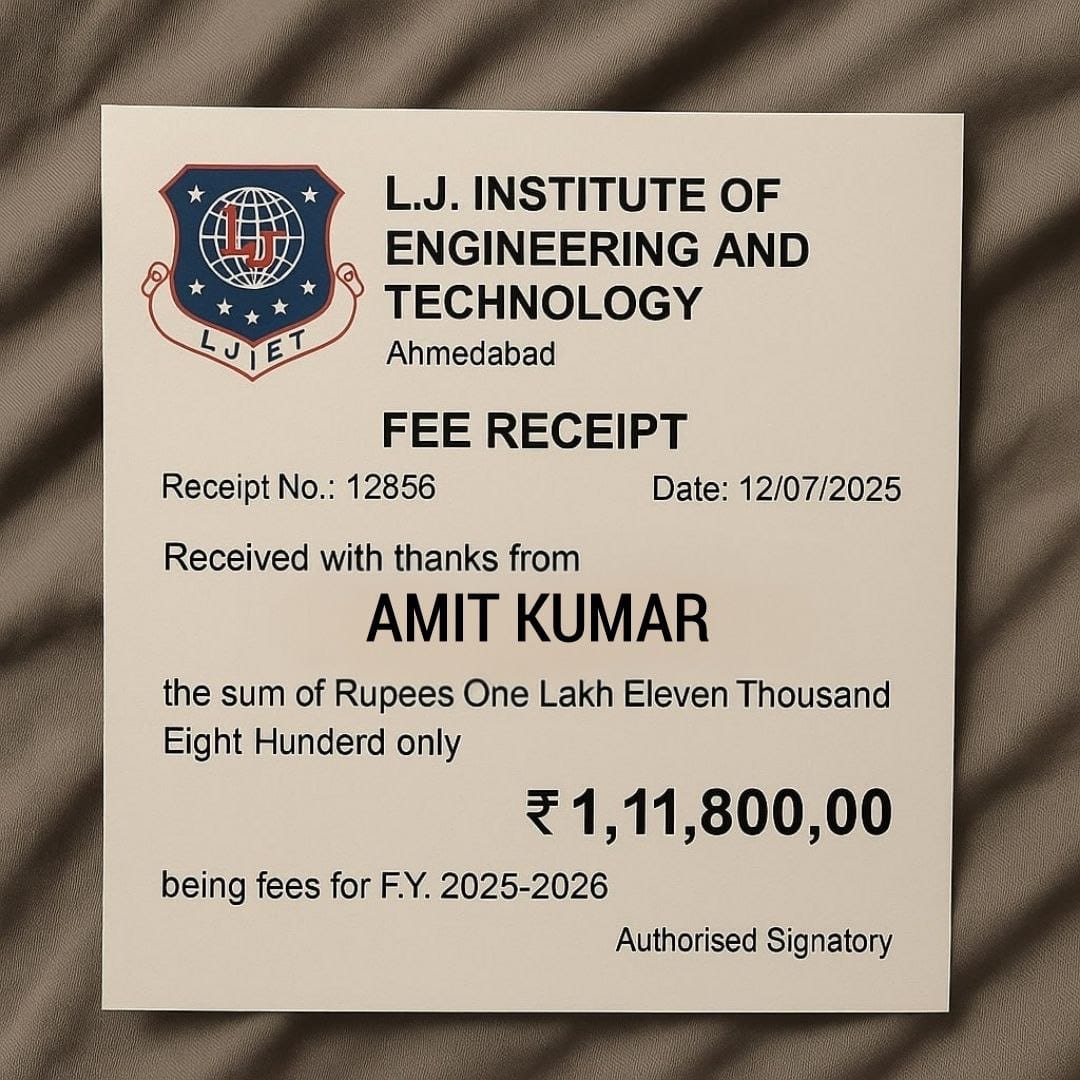 LJ
LJIET
L.J. INSTITUTE OF
ENGINEERING AND
TECHNOLOGY
Ahmedabad
FEE RECEIPT
Receipt No.: 12856 Date: 12/07/2025
Received with thanks from
AMIT KUMAR
the sum of Rupees One Lakh Eleven Thousand
Eight Hunderd only
₹ 1,11,800,00
being fees for F.Y. 2025-2026
Authorised Signatory